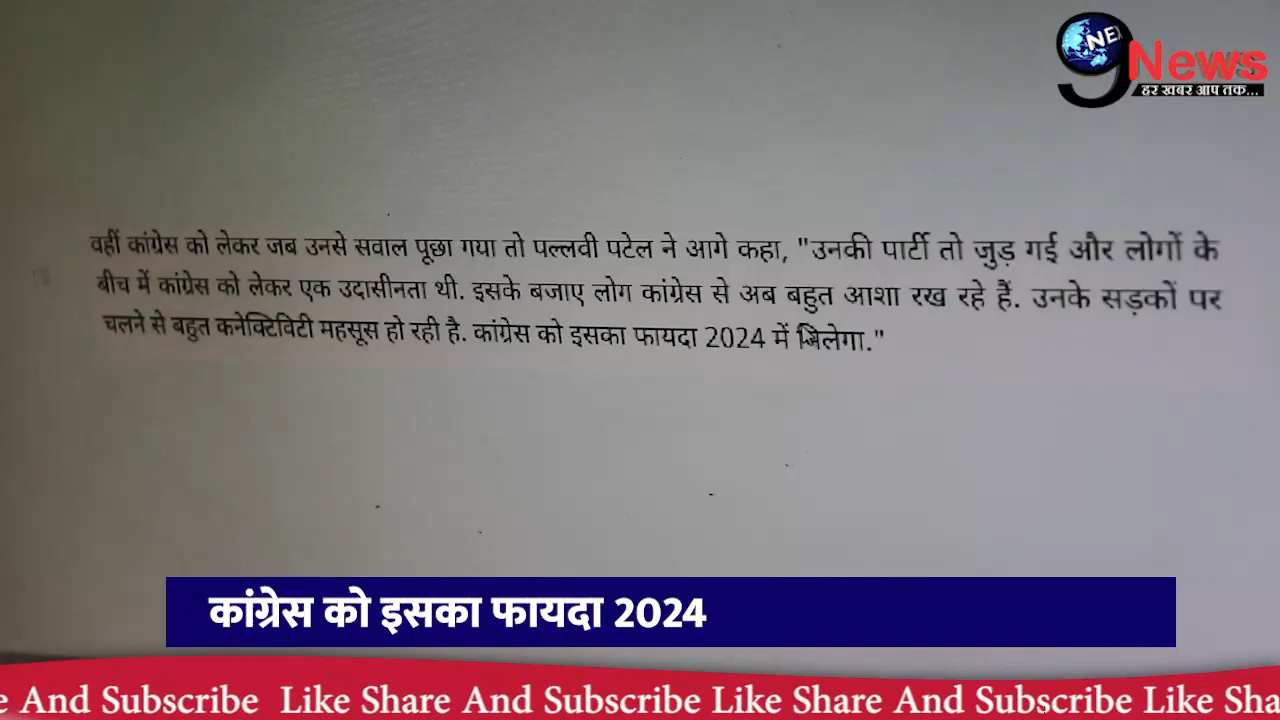 NE
9 News
हर खबर आप तक...
वहीं कांग्रेस को लेकर जब उनसे सवाल पूछा गया तो पल्लवी पटेल ने आगे कहा, "उनकी पार्टी तो जुड़ गई और लोगों के
बीच में कांग्रेस को लेकर एक उदासीनता थी. इसके बजाए लोग कांग्रेस से अब बहुत आशा रख रहे हैं. उनके सड़कों पर
चलने से बहुत कनेक्टिविटी महसूस हो रही है. कांग्रेस को इसका फायदा 2024 में मिलेगा."
कांग्रेस को इसका फायदा 2024
e And Subscribe Like Share And Subscribe Like Share And Subscribe Like Sha